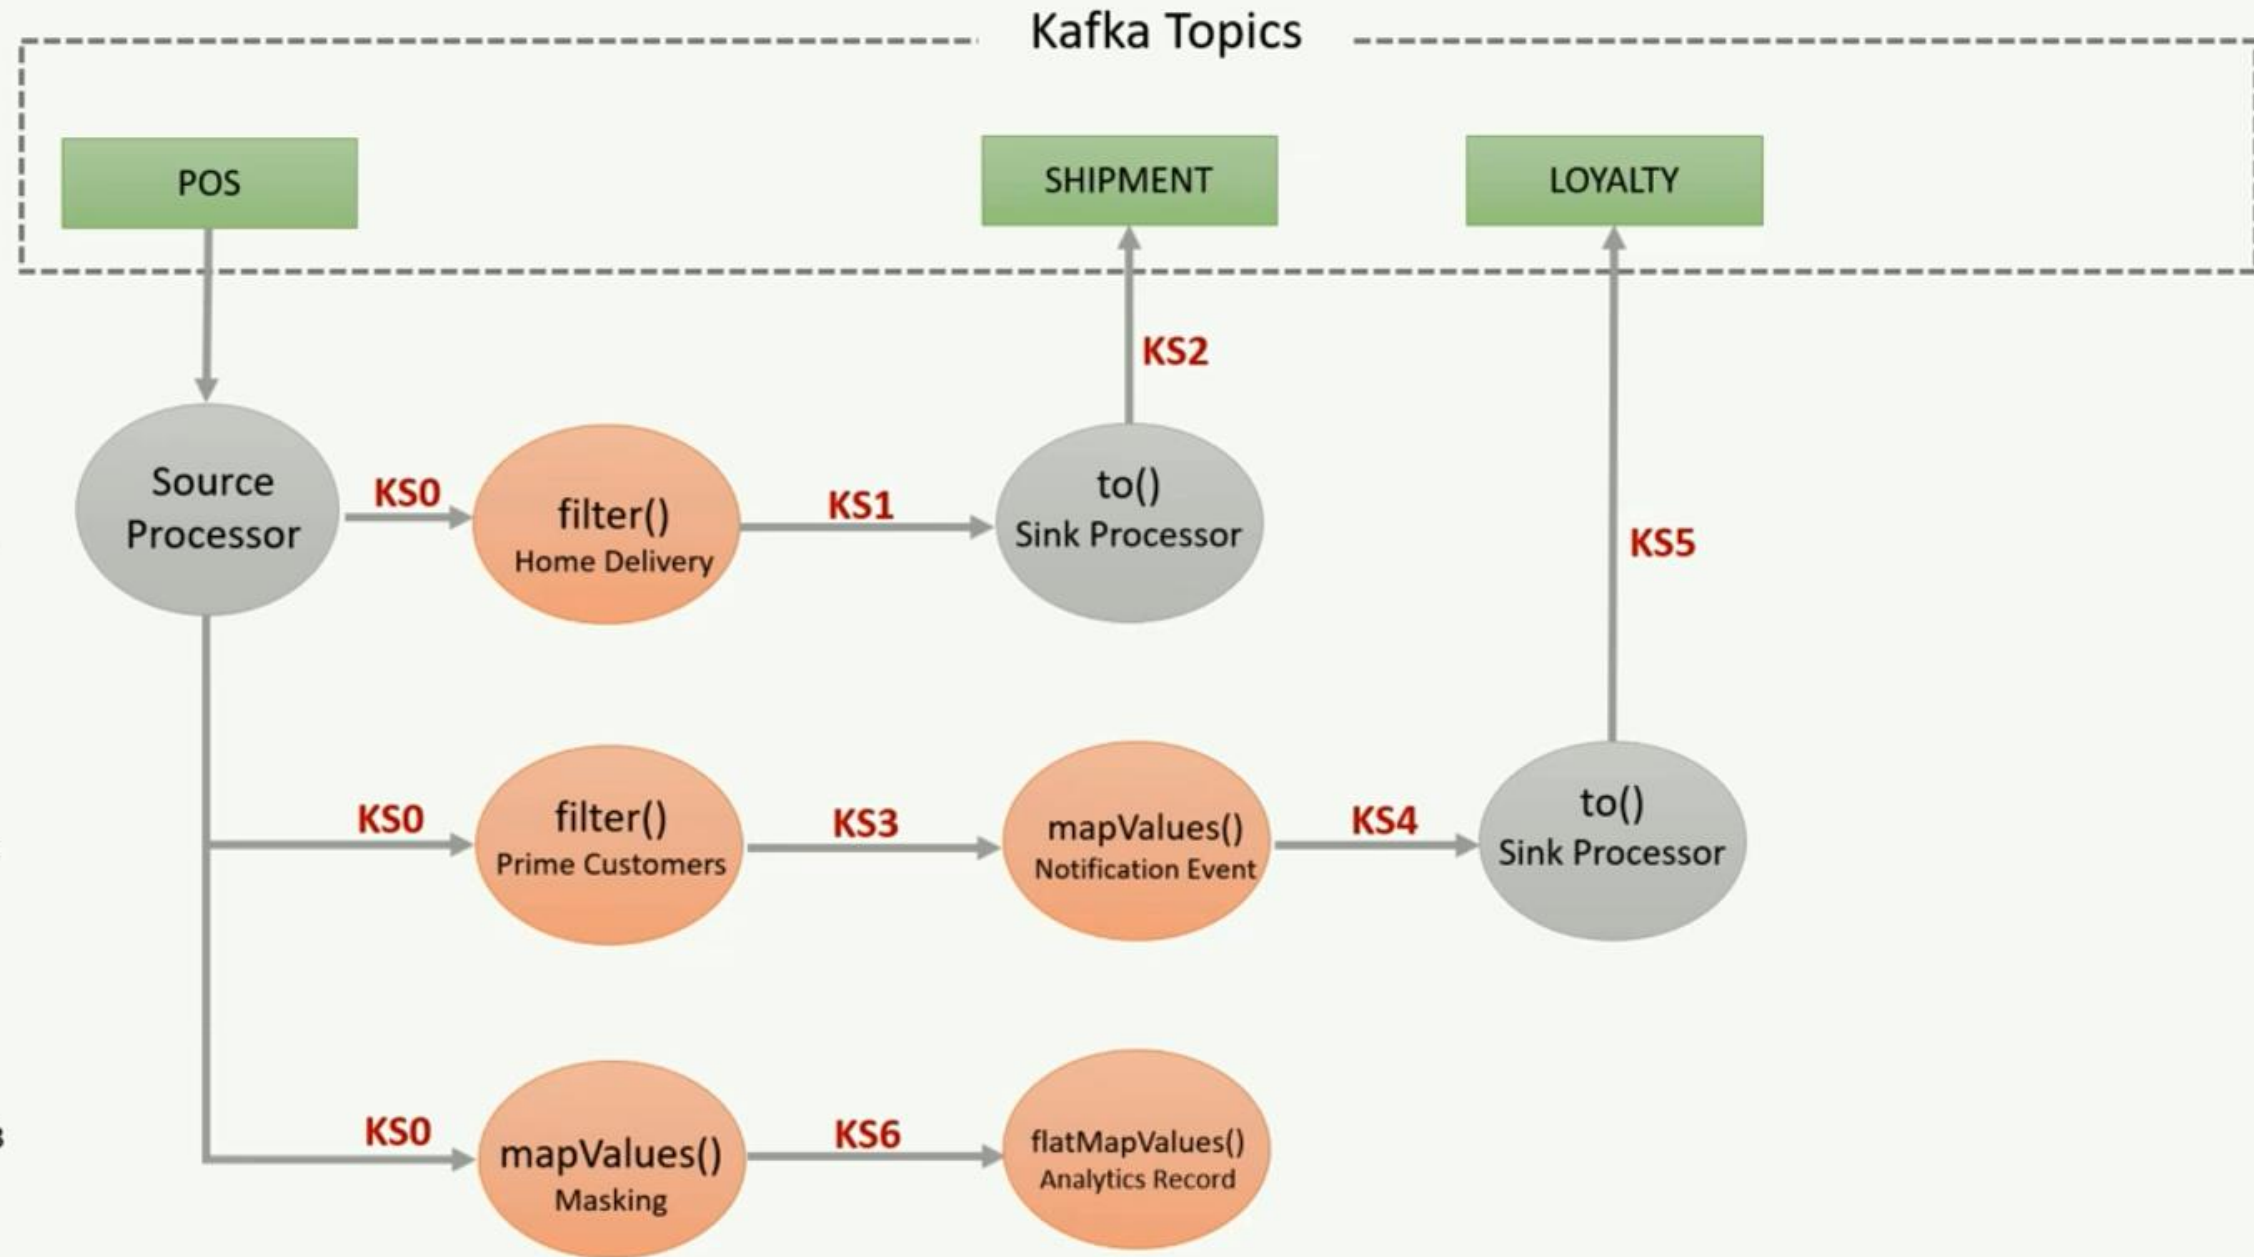 Kafka Topics
POS
SHIPMENT
LOYALTY
KS2
Source
Processor
KS0
filter()
Home Delivery
KS1
to()
Sink Processor
KS5
KS0
filter()
Prime Customers
KS3
mapValues()
Notification Event
KS4
to()
Sink Processor
KS0
mapValues()
Masking
KS6
flatMapValues()
Analytics Record